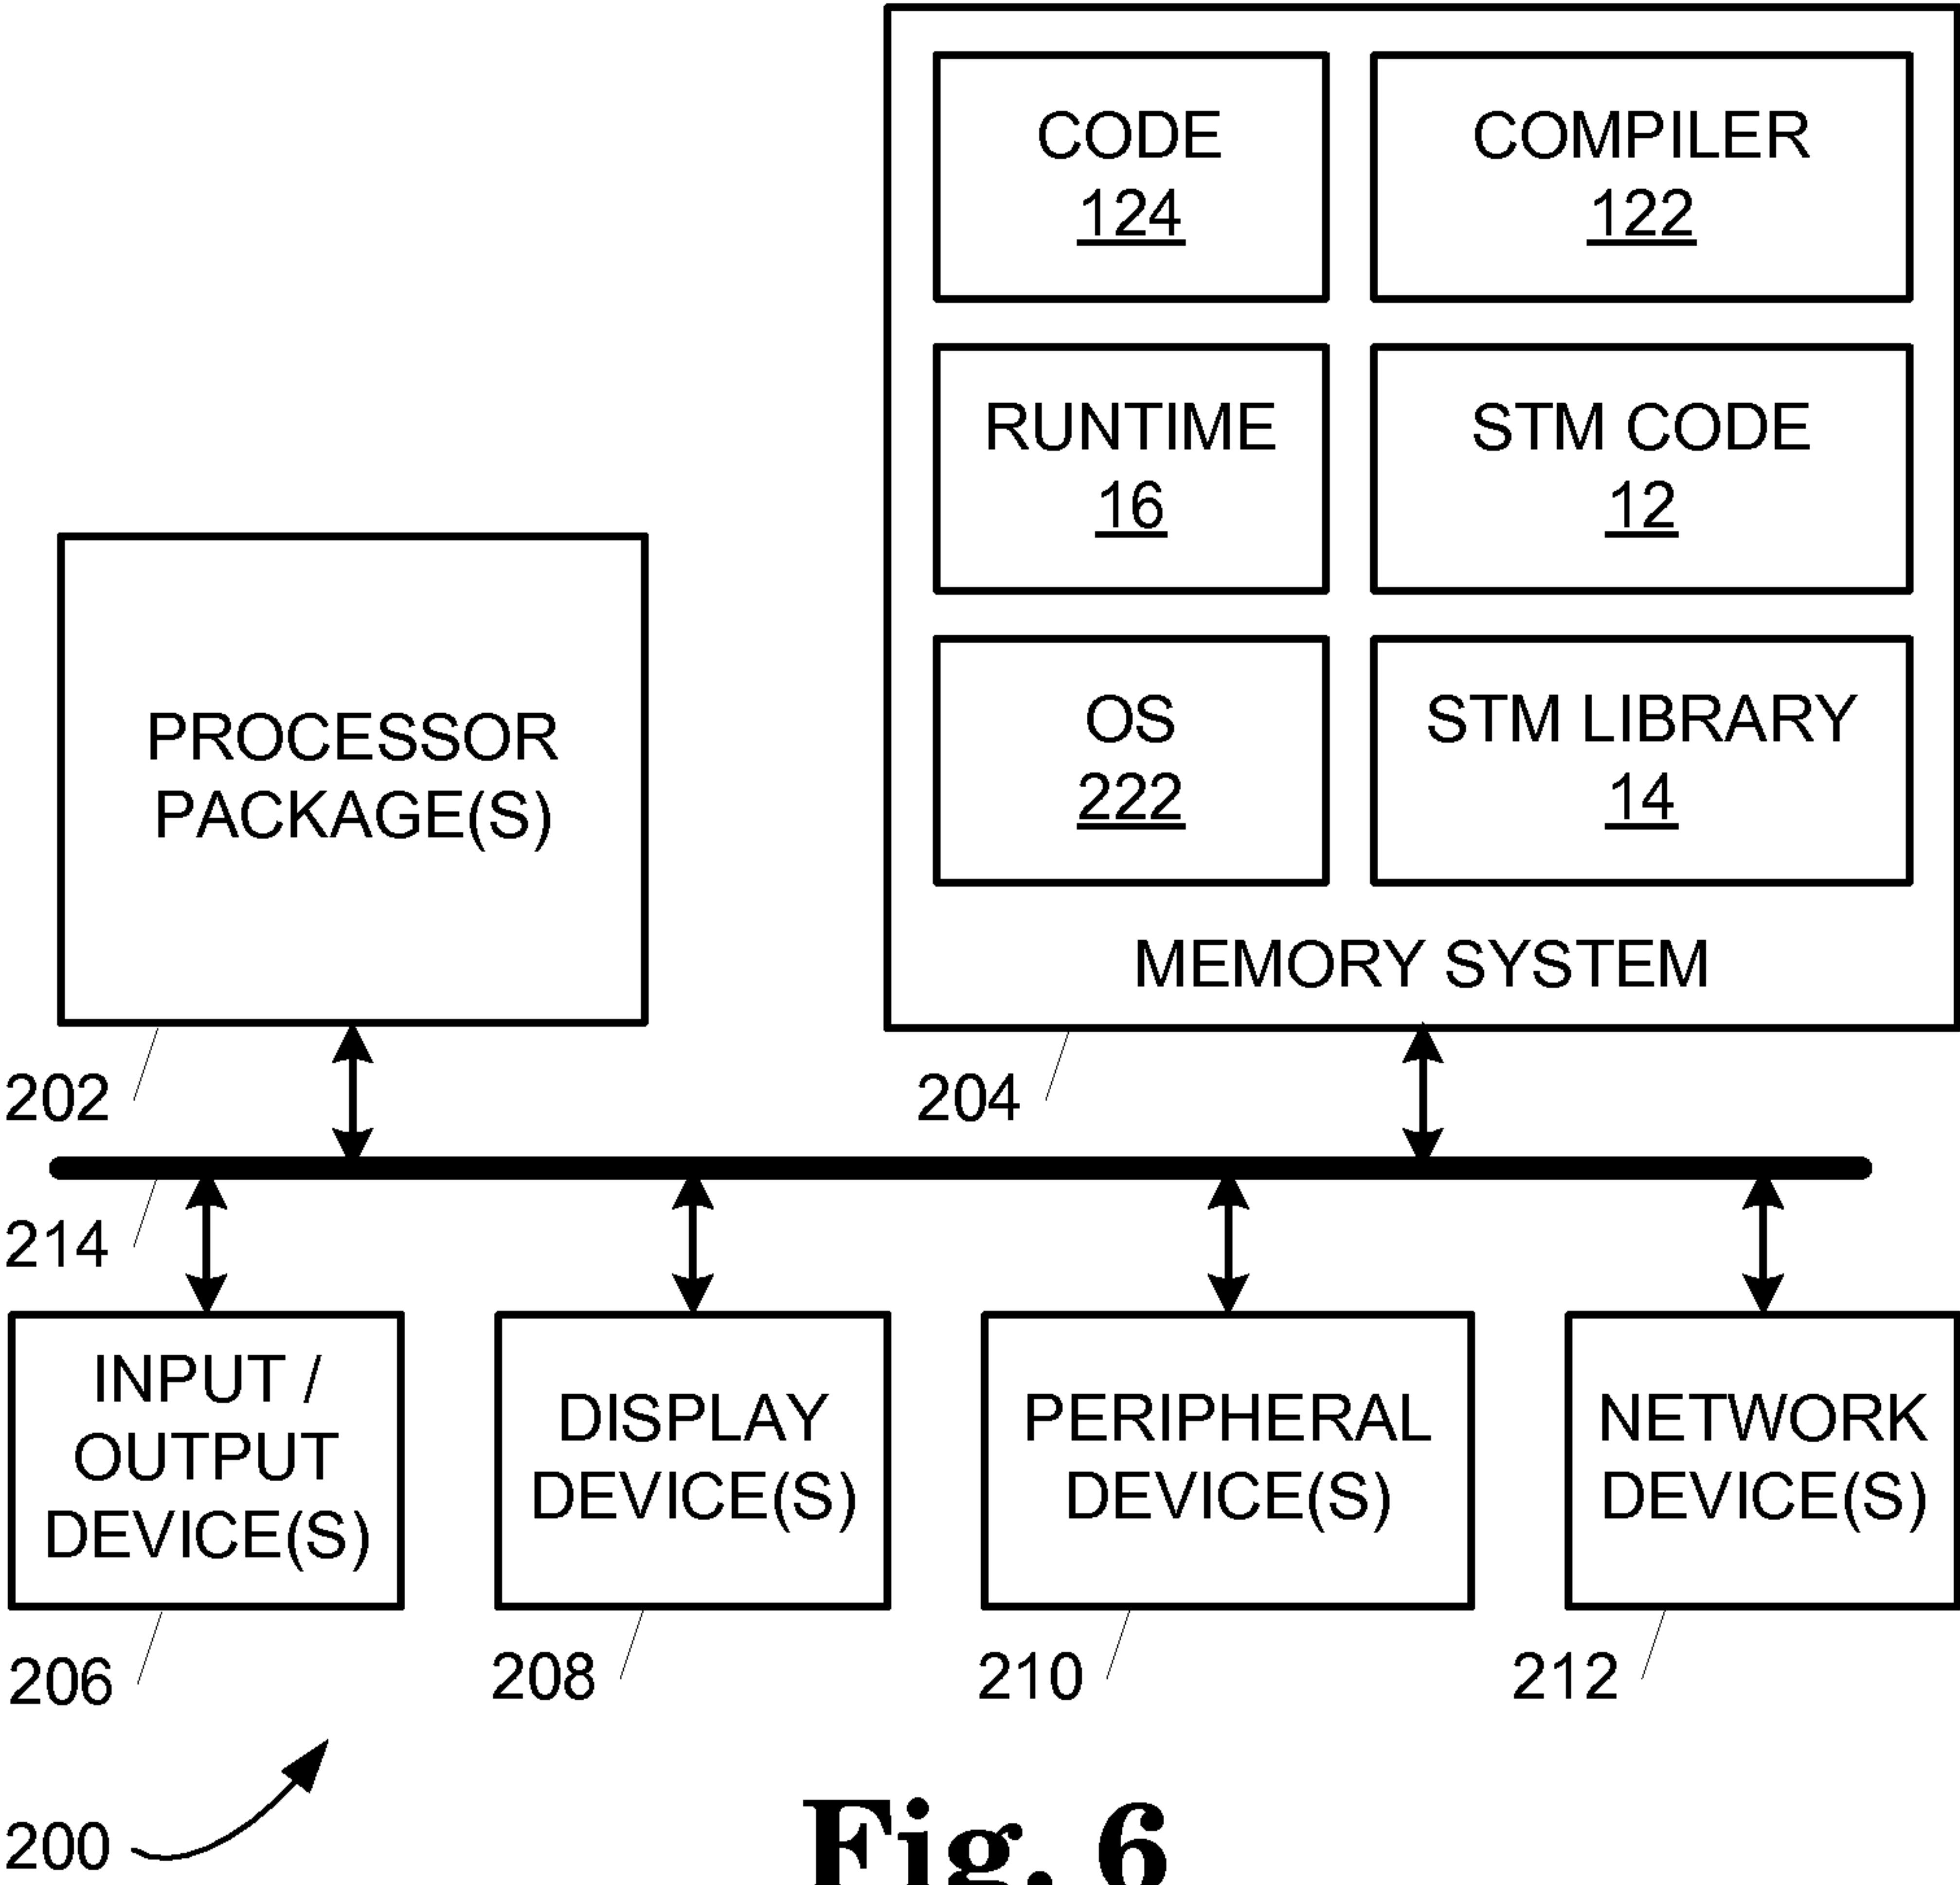 CODE
124
COMPILER
122
RUNTIME
16
STM CODE
12
OS
222
STM LIBRARY
14
MEMORY SYSTEM
PROCESSOR
PACKAGE(S)
202
204
214
INPUT /
OUTPUT
DEVICE(S)
DISPLAY
DEVICE(S)
PERIPHERAL
DEVICE(S)
NETWORK
DEVICE(S)
206
208
210
212
200
Fig. 6